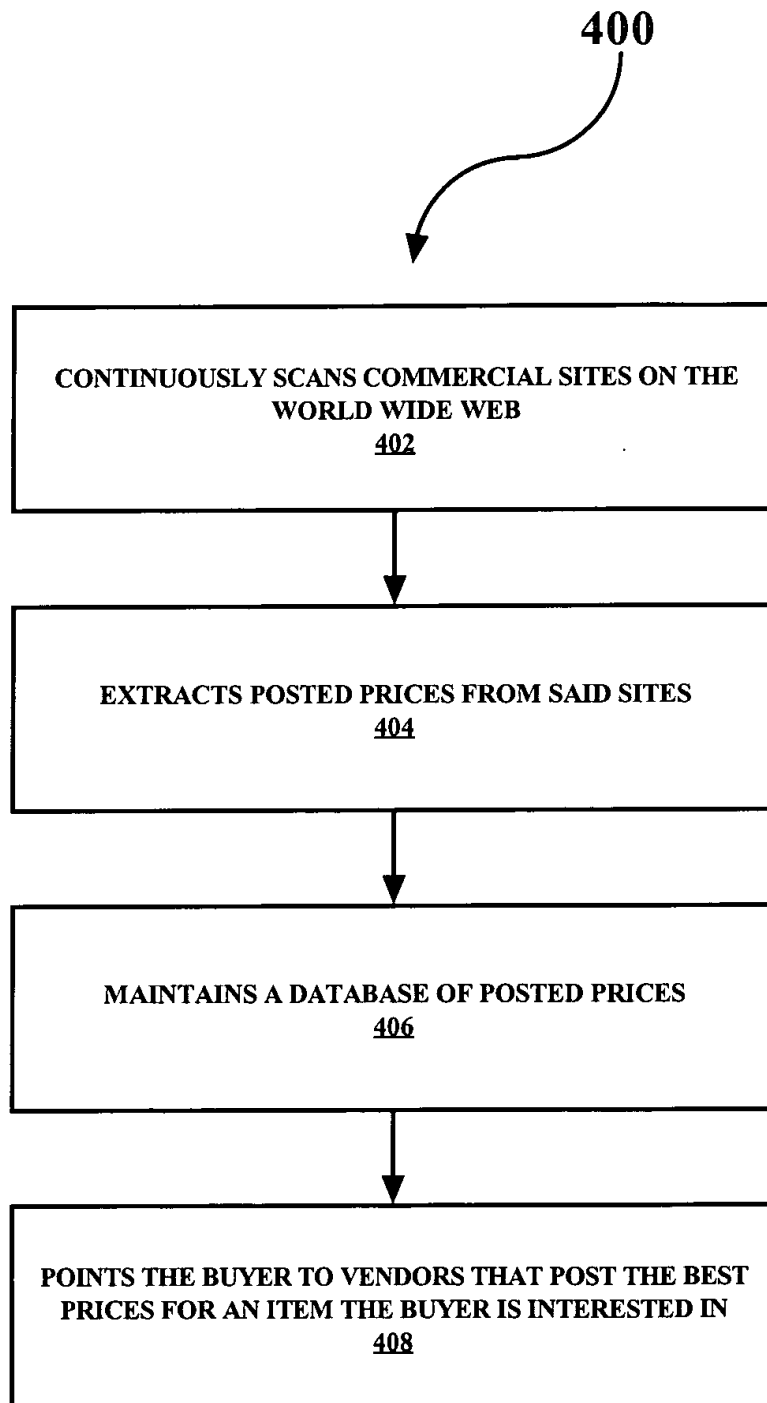 400
CONTINUOUSLY SCANS COMMERCIAL SITES ON THE
WORLD WIDE WEB
402
EXTRACTS POSTED PRICES FROM SAID SITES
404
MAINTAINS A DATABASE OF POSTED PRICES
406
POINTS THE BUYER TO VENDORS THAT POST THE BEST
PRICES FOR AN ITEM THE BUYER IS INTERESTED IN
408